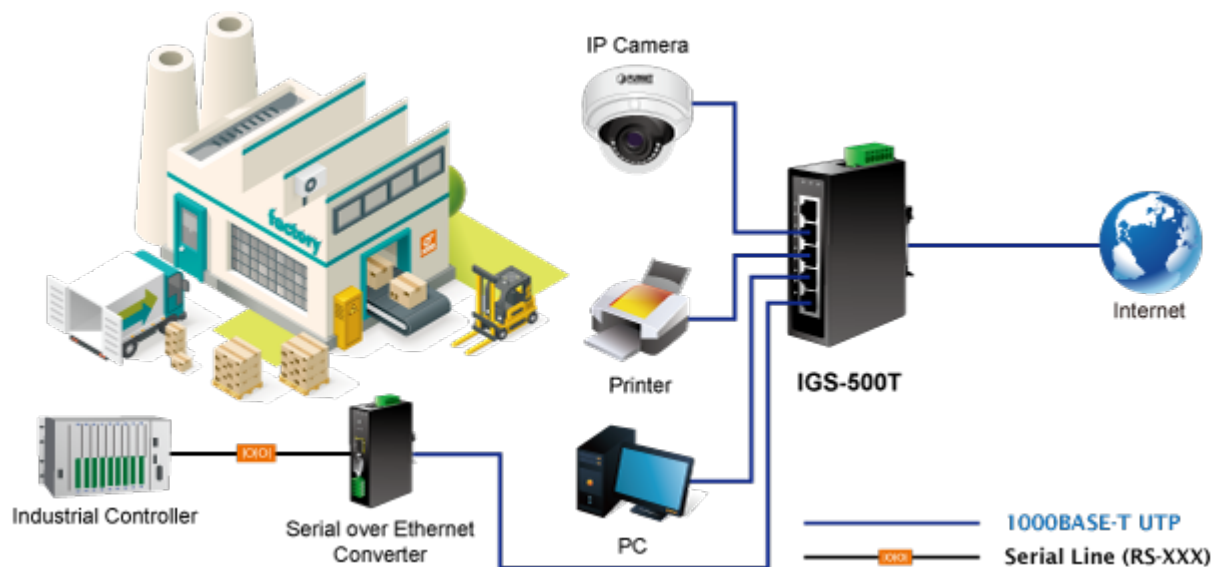 IP Camera
factory
Internet
Printer
IGS-500T
Industrial Controller
Serial over Ethernet
Converter
PC
1000BASE-T UTP
Serial Line (RS-XXX)